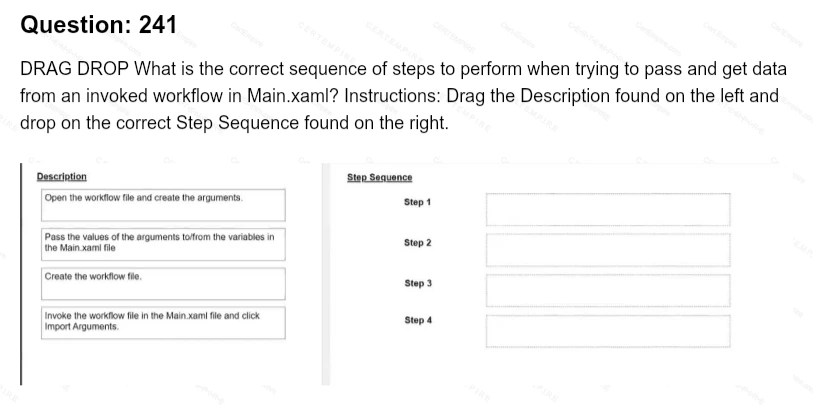 Question: 241
DRAG DROP What is the correct sequence of steps to perform when trying to pass and get data
from an invoked workflow in Main.xaml? Instructions: Drag the Description found on the left and
drop on the correct Step Sequence found on the right.
Description
Open the workflow file and create the arguments.
Pass the values of the arguments to/from the variables in
the Main.xaml file
Create the workflow file.
Invoke the workflow file in the Main.xaml file and click
Import Arguments.
Step Sequence
Step 1
Step 2
Step 3
Step 4